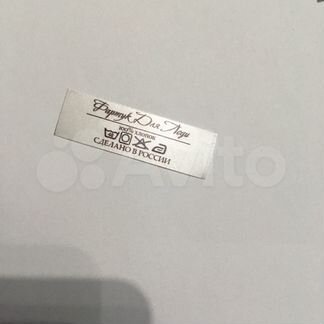 Фартук Для Леди
100% ХЛОПОК
СДЕЛАНО В РОССИИ
Avito